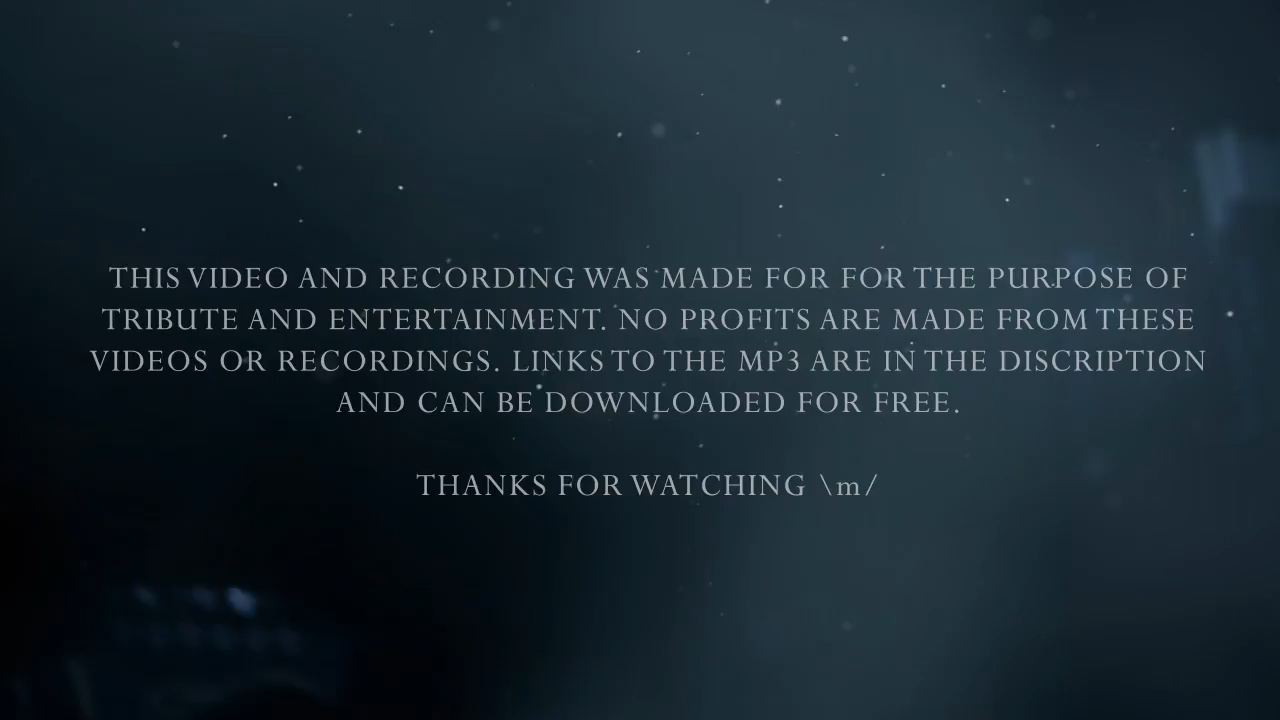 THIS VIDEO AND RECORDING WAS MADE FOR FOR THE PURPOSE OF
TRIBUTE AND ENTERTAINMENT. NO PROFITS ARE MADE FROM THESE
VIDEOS OR RECORDINGS. LINKS TO THE MP3 ARE IN THE DISCRIPTION
AND CAN BE DOWNLOADED FOR FREE.
THANKS FOR WATCHING \m/